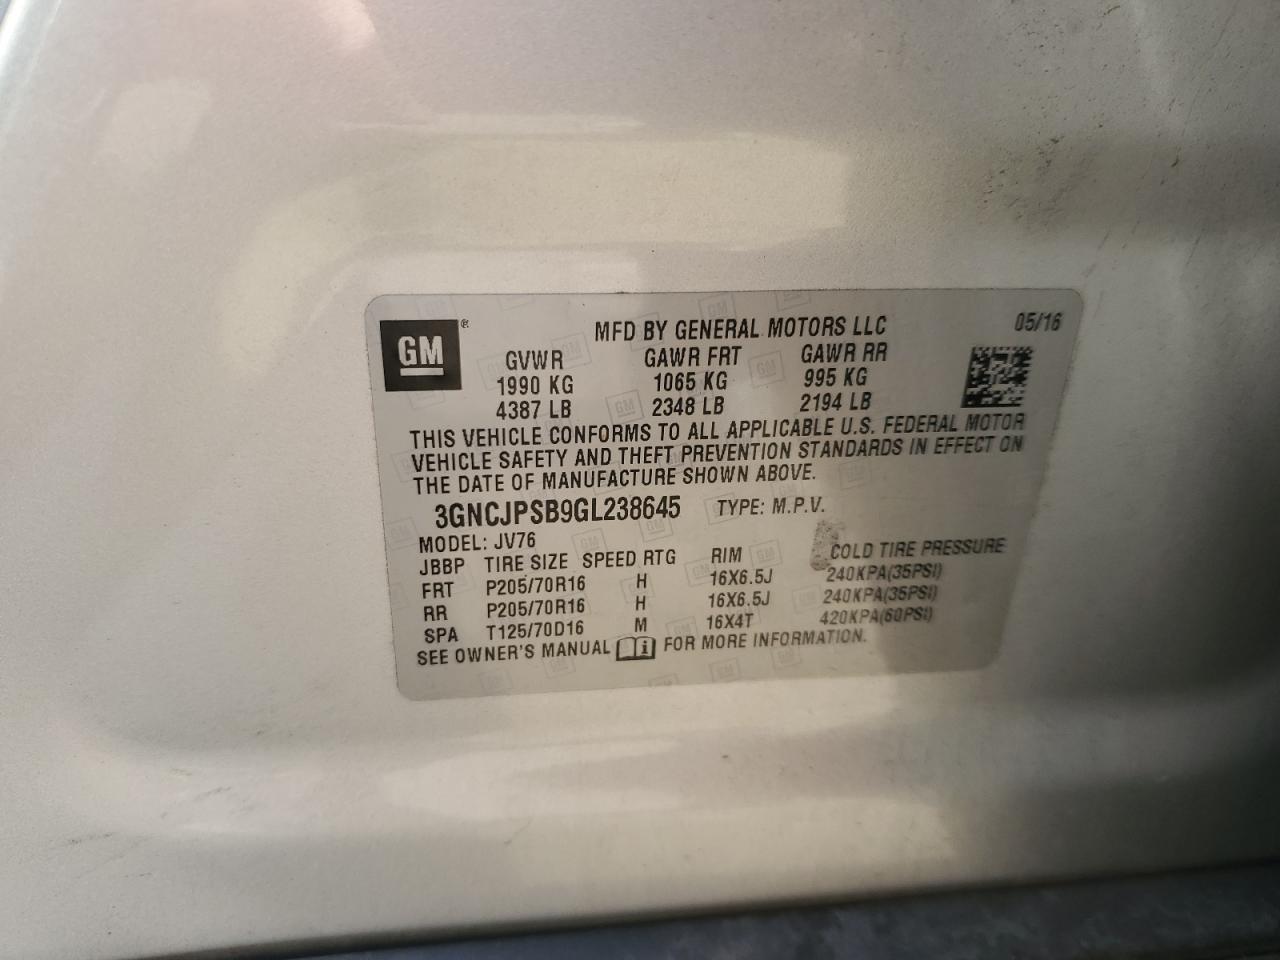 GM ®
MFD BY GENERAL MOTORS LLC 05/16
GVWR GAWR FRT GAWR RR
1990 KG 1065 KG 995 KG
4387 LB 2348 LB 2194 LB
THIS VEHICLE CONFORMS TO ALL APPLICABLE U.S. FEDERAL MOTOR
VEHICLE SAFETY AND THEFT PREVENTION STANDARDS IN EFFECT ON
THE DATE OF MANUFACTURE SHOWN ABOVE.
3GNCJPSB9GL238645 TYPE: M.P.V.
MODEL: JV76
JBBP TIRE SIZE SPEED RTG RIM COLD TIRE PRESSURE
FRT P205/70R16 H 16X6.5J 240KPA(35PSI)
RR P205/70R16 H 16X6.5J 240KPA(35PSI)
SPA T125/70D16 M 16X4T 420KPA(60PSI)
SEE OWNER'S MANUAL i FOR MORE INFORMATION.